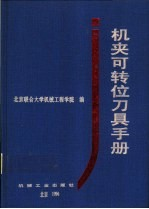 机夹可转位刀具手册
北京联合大学机械工程学院 编
机械工业出版社